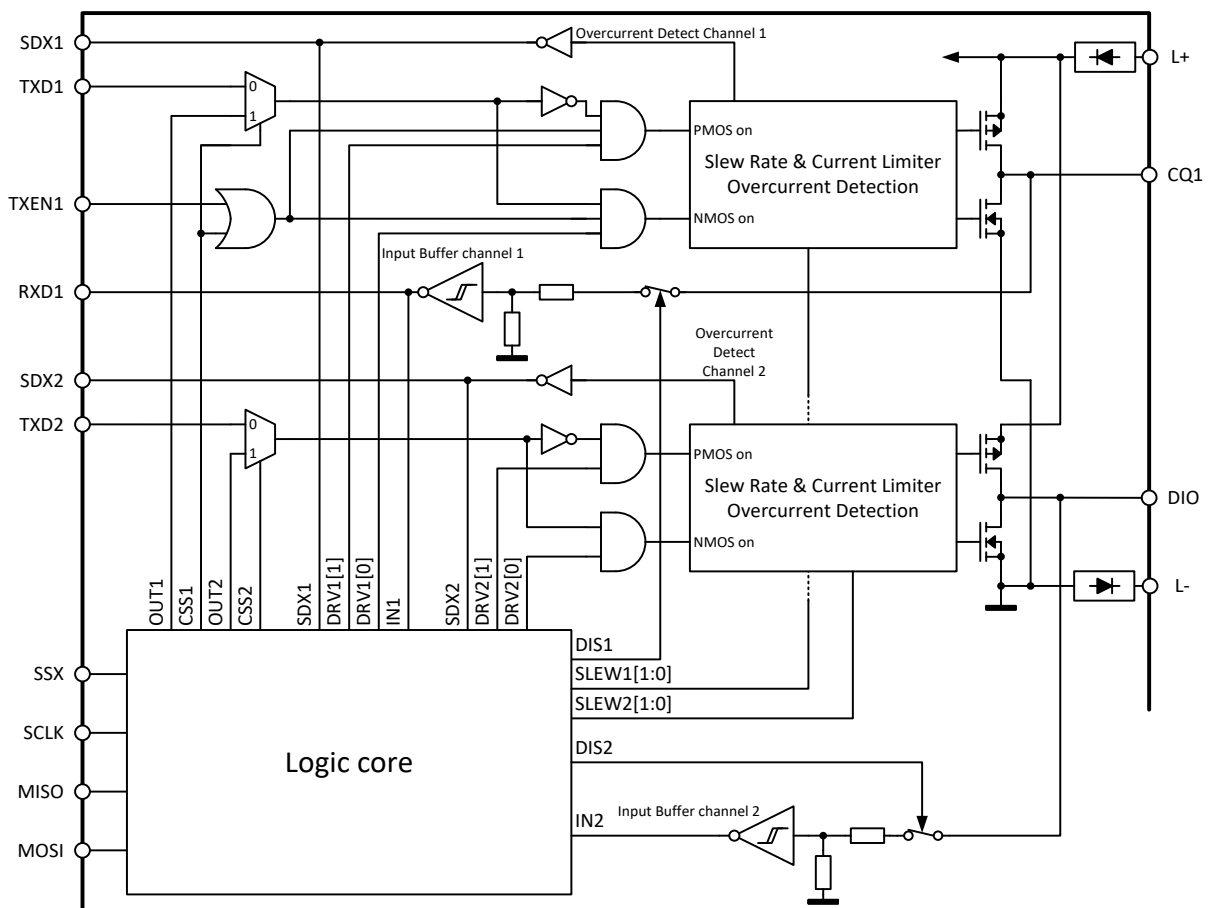 SDX1
Overcurrent Detect Channel 1
L+
TXD1
0
1
PMOS on
Slew Rate & Current Limiter
Overcurrent Detection
CQ1
TXEN1
NMOS on
Input Buffer channel 1
RXD1
Overcurrent
Detect
Channel 2
SDX2
TXD2
0
1
PMOS on
Slew Rate & Current Limiter
Overcurrent Detection
DIO
NMOS on
L-
OUT1
CSS1
OUT2
CSS2
SDX1
DRV1[1]
DRV1[0]
IN1
SDX2
DRV2[1]
DRV2[0]
DIS1
SSX
SLEW1[1:0]
SLEW2[1:0]
SCLK
DIS2
Logic core
MISO
Input Buffer channel 2
IN2
MOSI